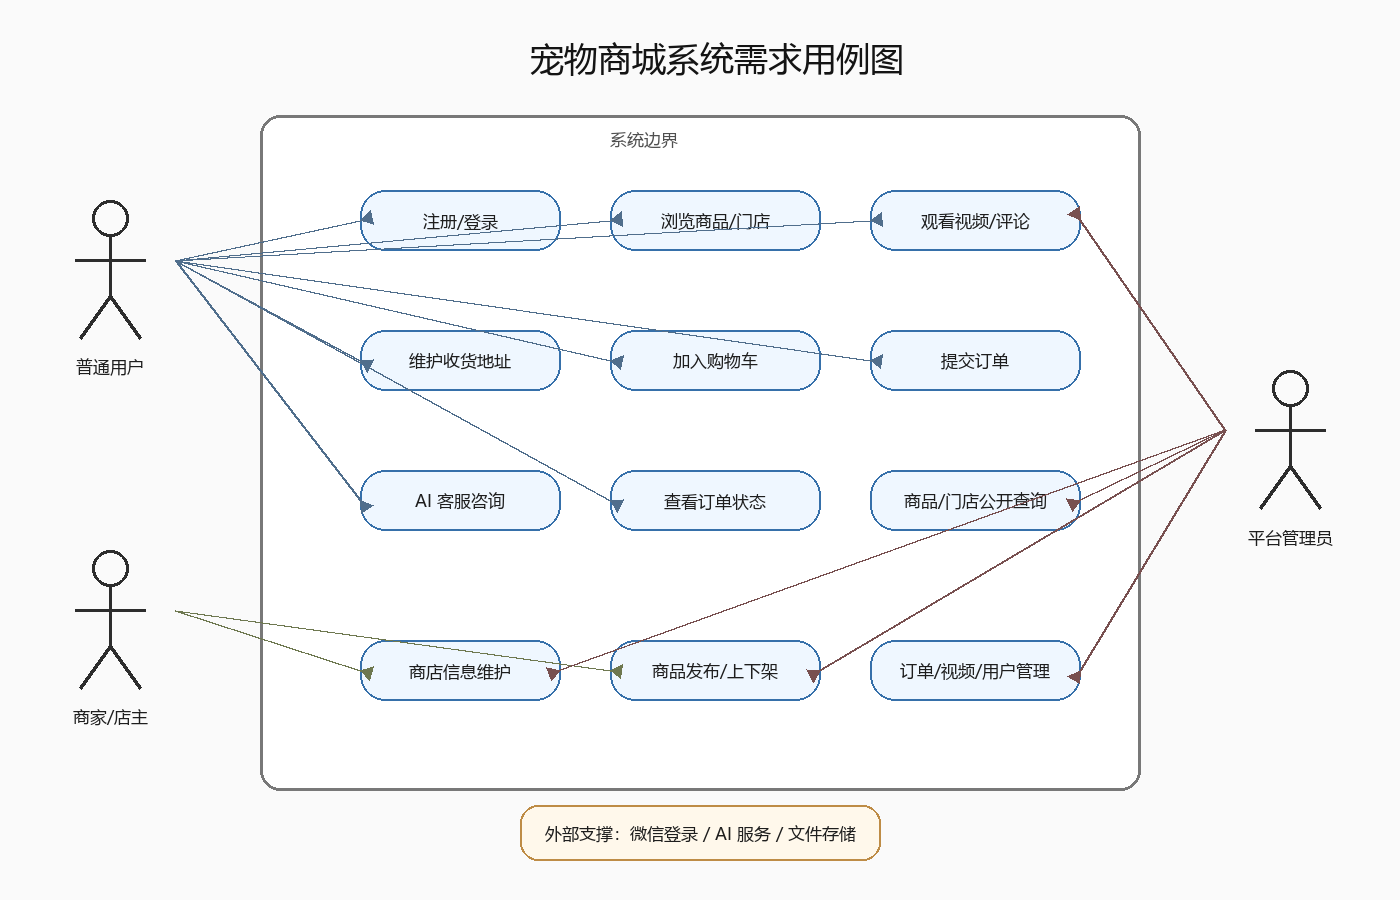 宠物商城系统需求用例图
系统边界
注册/登录
浏览商品/门店
观看视频/评论
普通用户
维护收货地址
加入购物车
提交订单
AI 客服咨询
查看订单状态
商品/门店公开查询
平台管理员
商店信息维护
商品发布/上下架
订单/视频/用户管理
商家/店主
外部支撑：微信登录 / AI 服务 / 文件存储